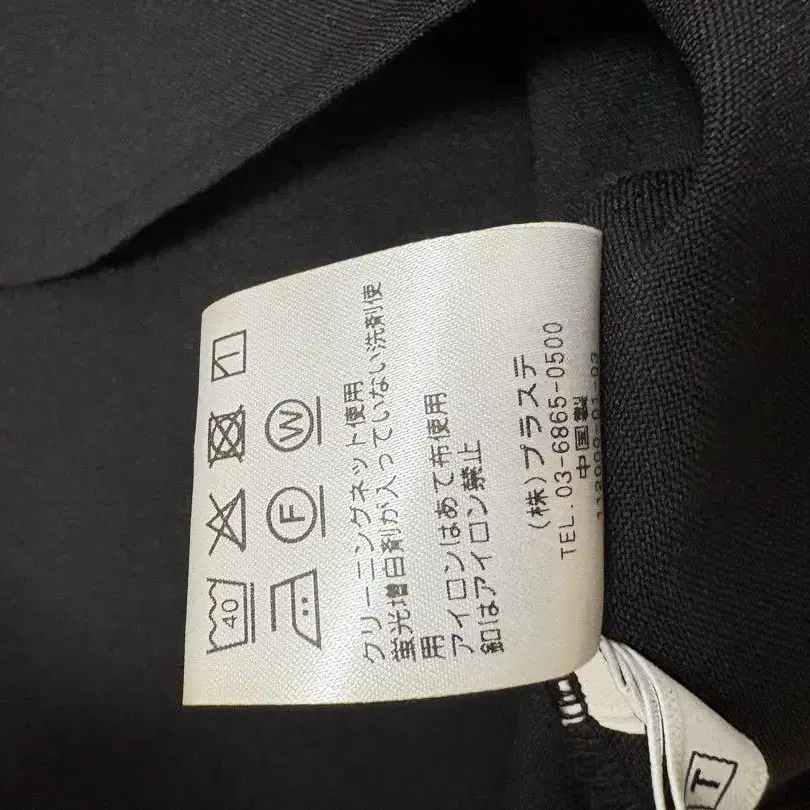 40
F
W
クリーニングネット使用
蛍光増白剤が入っていない洗剤使
用
アイロンはあて布使用
釦はアイロン禁止
(株)プラステ
TEL.03-6865-0500
中国製